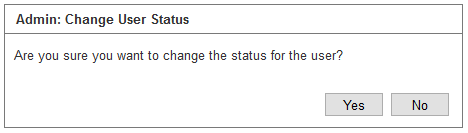 Admin: Change User Status
Are you sure you want to change the status for the user?
Yes No